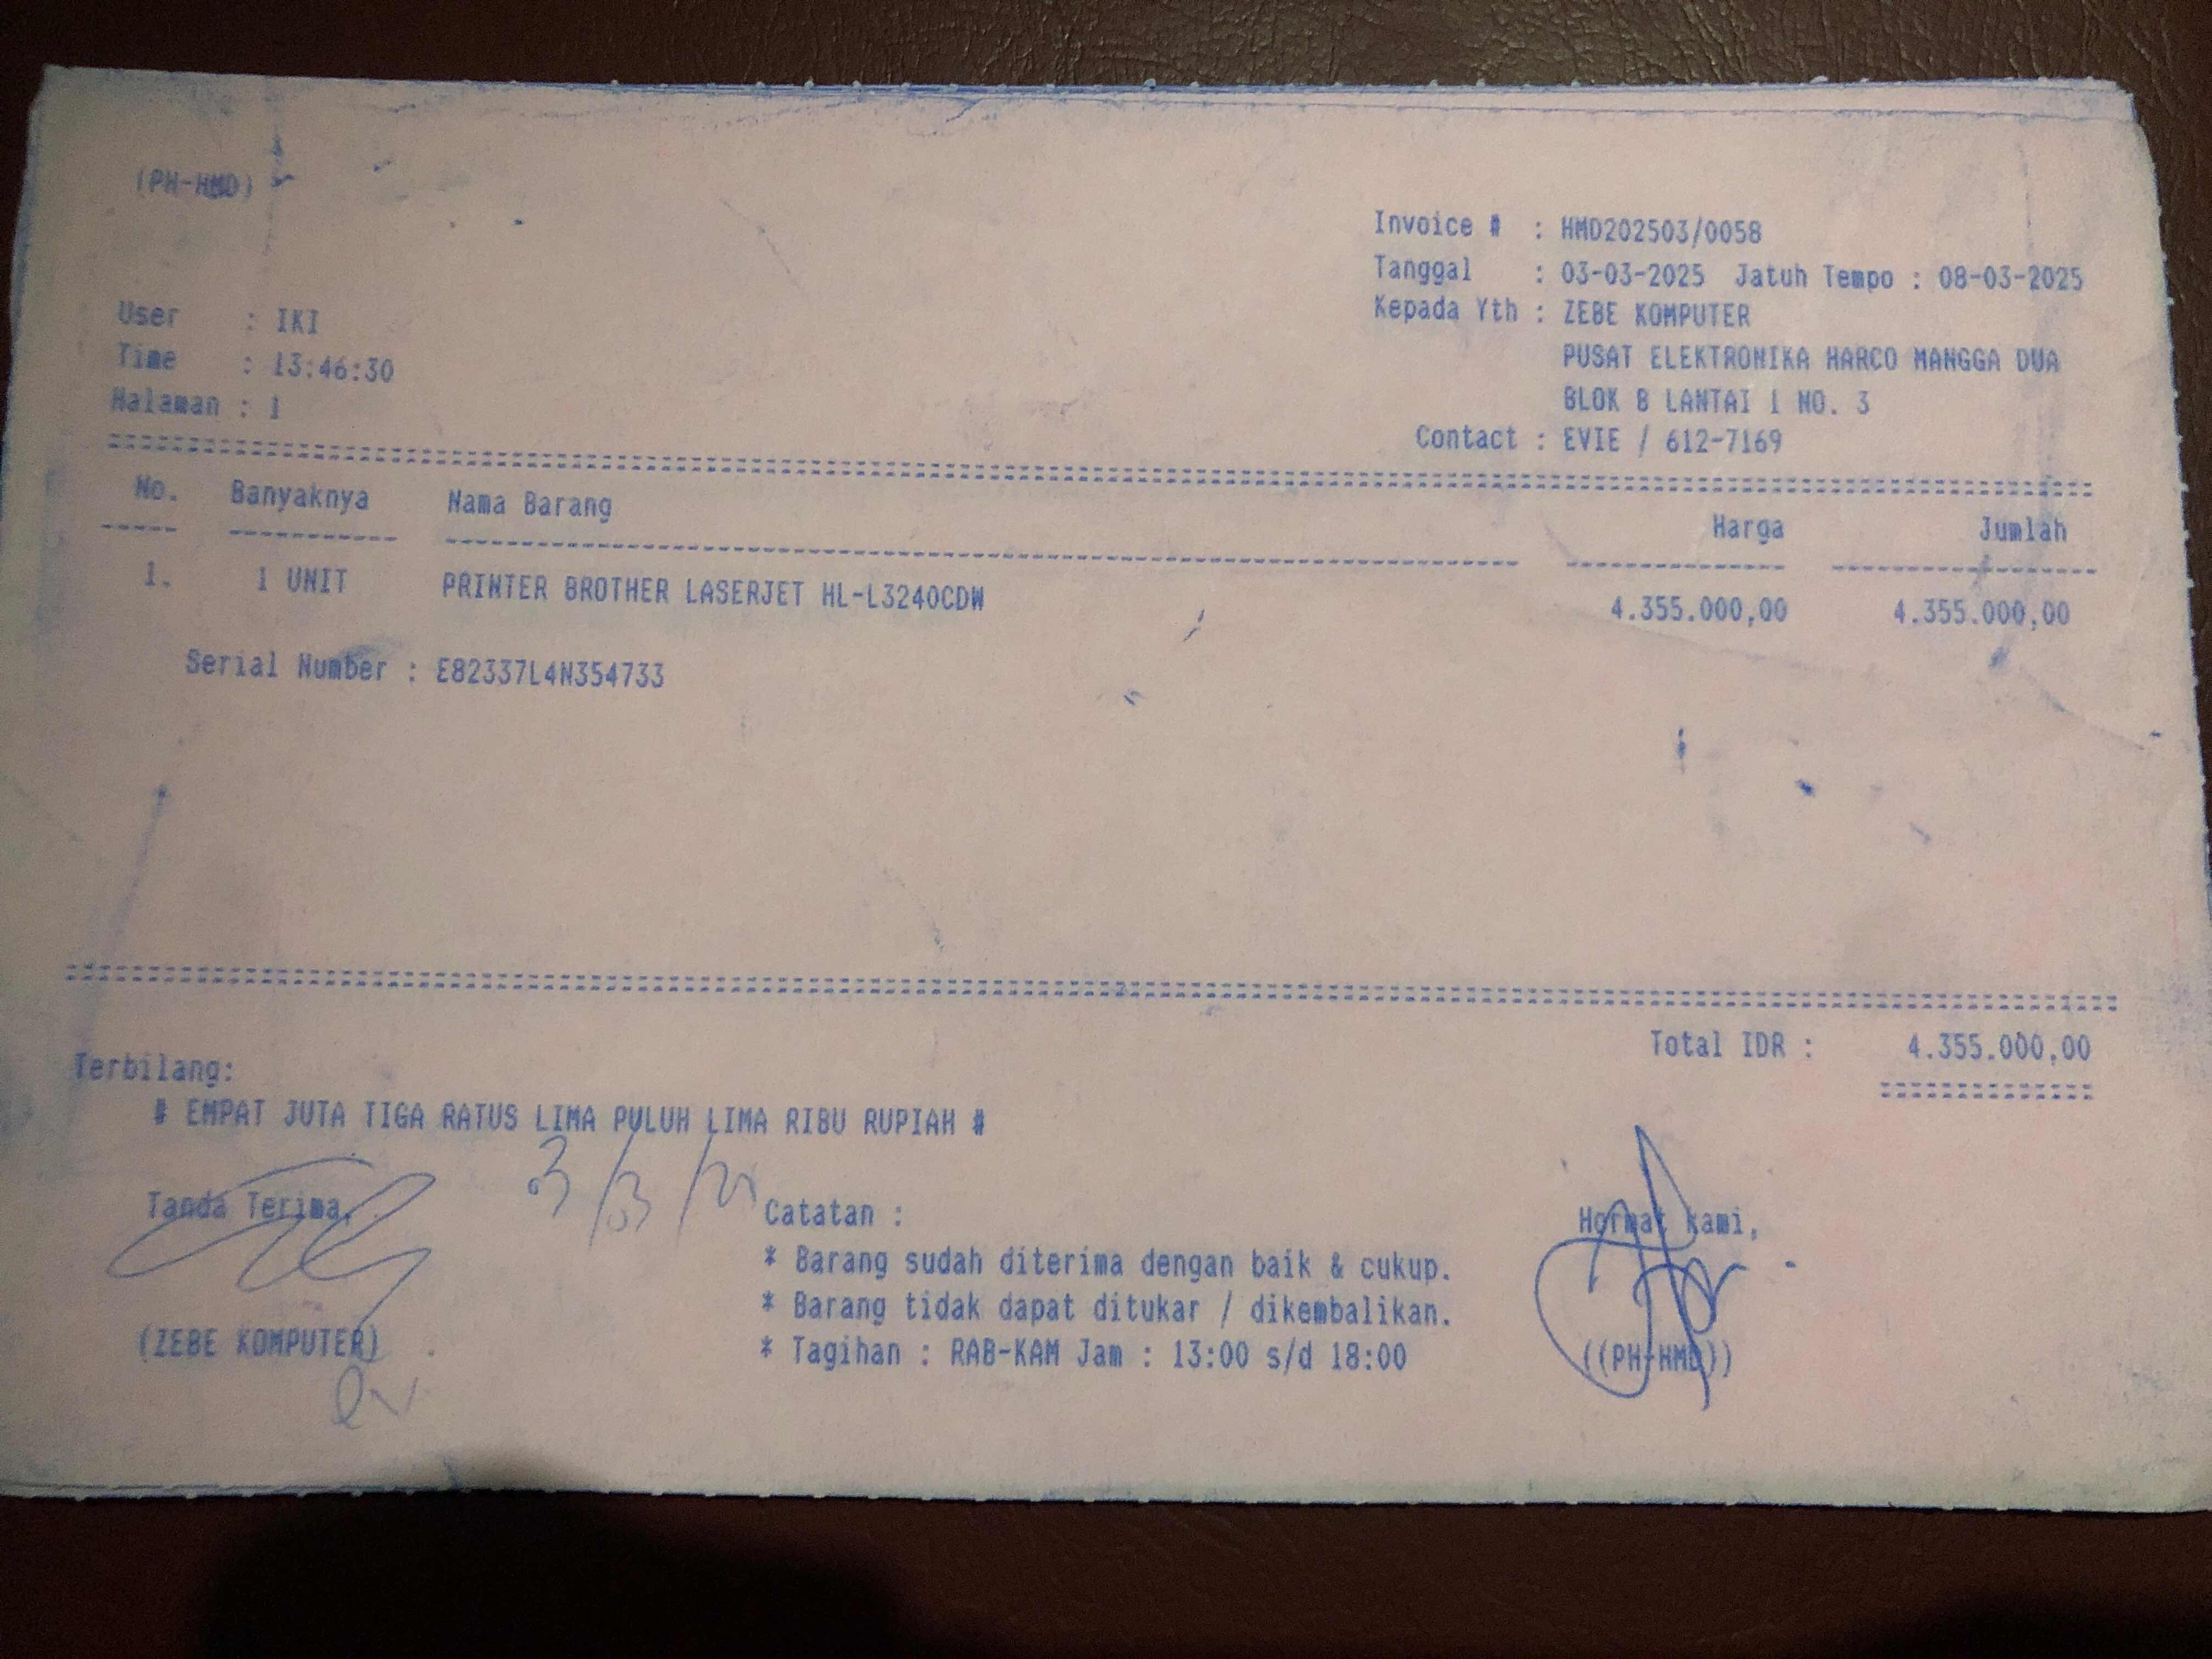 (PH-HMD)
Invoice # : HMD202503/0058
Tanggal : 03-03-2025 Jatuh Tempo : 08-03-2025
Kepada Yth : ZEBE KOMPUTER
PUSAT ELEKTRONIKA HARCO MANGGA DUA
BLOK B LANTAI 1 NO. 3
Contact : EVIE / 612-7169
User : IKI
Time : 13:46:30
Halaman : 1
No. Banyaknya Nama Barang Harga Jumlah
1. 1 UNIT PRINTER BROTHER LASERJET HL-L3240CDW 4.355.000,00 4.355.000,00
Serial Number : E82337L4N354733
Total IDR : 4.355.000,00
Terbilang:
# EMPAT JUTA TIGA RATUS LIMA PULUH LIMA RIBU RUPIAH #
Tanda Terima,
(ZEBE KOMPUTER)
Catatan :
* Barang sudah diterima dengan baik & cukup.
* Barang tidak dapat ditukar / dikembalikan.
* Tagihan : RAB-KAM Jam : 13:00 s/d 18:00
Hormat kami,
((PH-HMD))